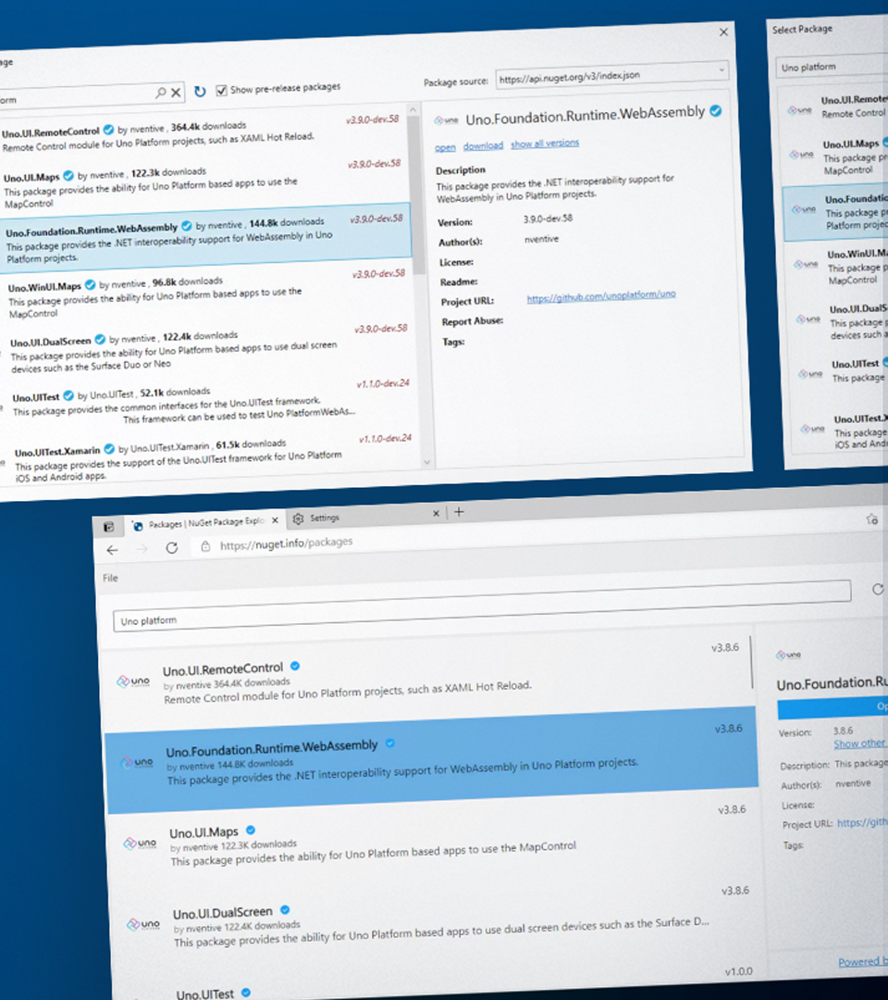 age
orm
Show pre-release packages
Package source: https://api.nuget.org/v3/index.json
Uno.UI.RemoteControl by nventive , 364.4k downloads v3.9.0-dev.58
Remote Control module for Uno Platform projects, such as XAML Hot Reload.
Uno.UI.Maps by nventive , 122.3k downloads v3.9.0-dev.58
This package provides the ability for Uno Platform based apps to use the
MapControl
Uno.Foundation.Runtime.WebAssembly by nventive , 144.8k downloads v3.9.0-dev.58
This package provides the .NET interoperability support for WebAssembly in Uno
Platform projects.
Uno.WinUI.Maps by nventive , 96.8k downloads v3.9.0-dev.58
This package provides the ability for Uno Platform based apps to use the
MapControl
Uno.UI.DualScreen by nventive , 122.4k downloads v3.9.0-dev.58
This package provides the ability for Uno Platform based apps to use dual screen
devices such as the Surface Duo or Neo
Uno.UITest by Uno.UITest , 52.1k downloads v1.1.0-dev.24
This package provides the common interfaces for the Uno.UITest framework.
This framework can be used to test Uno PlatformWebAs...
Uno.UITest.Xamarin by Uno.UITest.Xamarin , 61.5k downloads v1.1.0-dev.24
This package provides the support of the Uno.UITest framework for Uno Platform
iOS and Android apps.
uno Uno.Foundation.Runtime.WebAssembly
open download show all versions
Description
This package provides the .NET interoperability support for
WebAssembly in Uno Platform projects.
Version: 3.9.0-dev.58
Author(s): nventive
License:
Readme:
Project URL: https://github.com/unoplatform/uno
Report Abuse:
Tags:
Select Package
Uno platform
uno Uno.UI.Remote
Remote Control
uno Uno.UI.Maps
This package p
MapControl
uno Uno.Foundatio
This package p
Platform projec
uno Uno.WinUI.M
This package p
MapControl
uno Uno.UI.DualS
This package p
devices such a
uno Uno.UITest
This package
uno Uno.UITest.X
This package
iOS and Andr
Packages | NuGet Package Explo
Settings
https://nuget.info/packages
File
Uno platform
uno Uno.UI.RemoteControl v3.8.6
by nventive 364.4K downloads
Remote Control module for Uno Platform projects, such as XAML Hot Reload.
uno Uno.Foundation.Runtime.WebAssembly v3.8.6
by nventive 144.8K downloads
This package provides the .NET interoperability support for WebAssembly in Uno Platform projects.
uno Uno.UI.Maps v3.8.6
by nventive 122.3K downloads
This package provides the ability for Uno Platform based apps to use the MapControl
uno Uno.UI.DualScreen v3.8.6
by nventive 122.4K downloads
This package provides the ability for Uno Platform based apps to use dual screen devices such as the Surface D...
Uno.UITest v1.0.0
uno
Uno.Foundation.Ru
Op
Version: 3.8.6
Show other
Description: This package
Author(s): nventive
License:
Project URL: https://gith
Tags:
Powered b